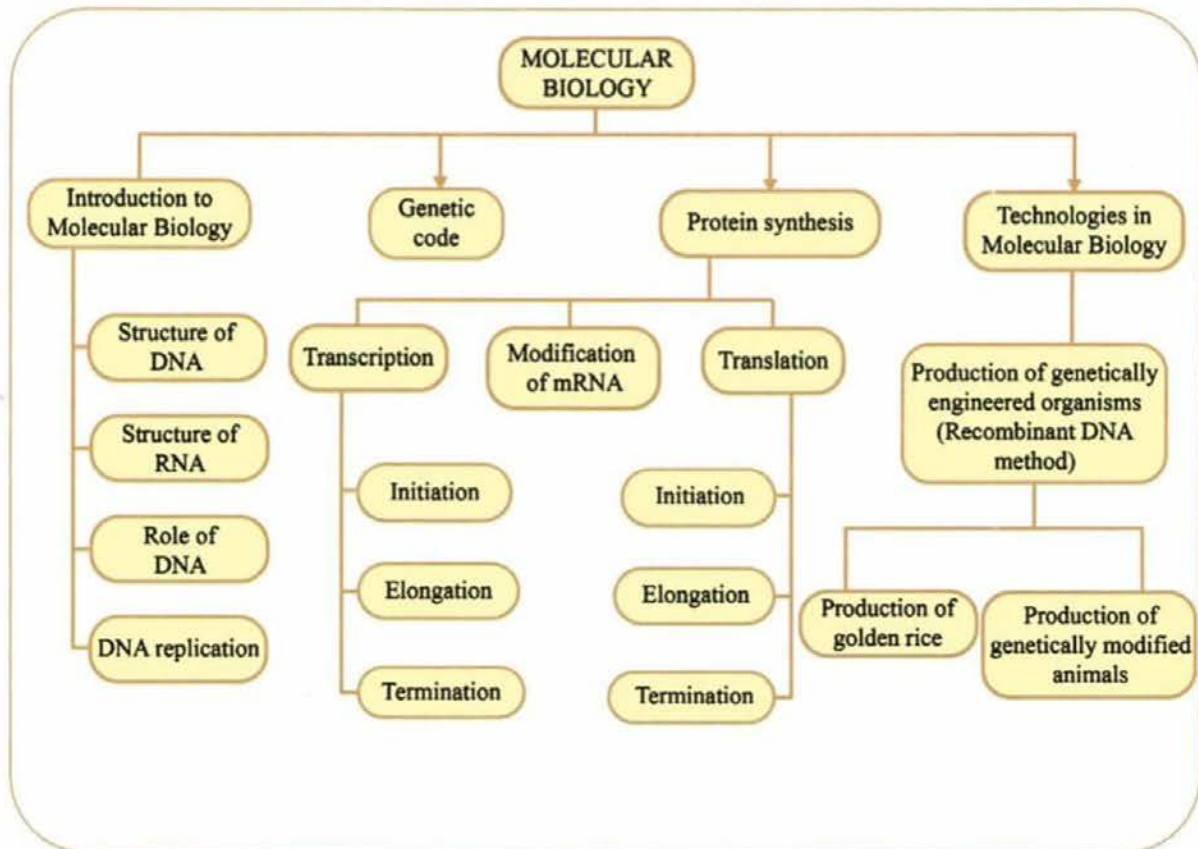 MOLECULAR
BIOLOGY
Introduction to
Molecular Biology
Genetic
code
Protein synthesis
Technologies in
Molecular Biology
Structure of
DNA
Structure of
RNA
Role of
DNA
DNA replication
Transcription
Modification
of mRNA
Translation
Initiation
Elongation
Termination
Initiation
Elongation
Termination
Production of genetically
engineered organisms
(Recombinant DNA
method)
Production of
golden rice
Production of
genetically modified
animals